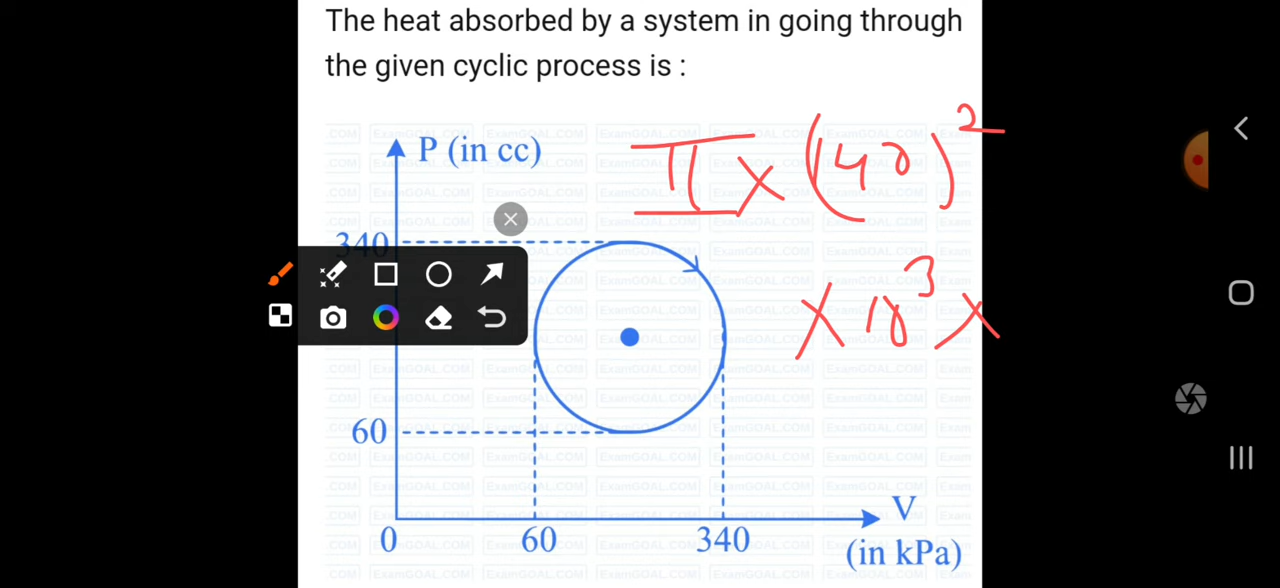 The heat absorbed by a system in going through
the given cyclic process is :
P (in cc)
π x (140)²
340
x 10³ x
60
V
0 60 340
(in kPa)